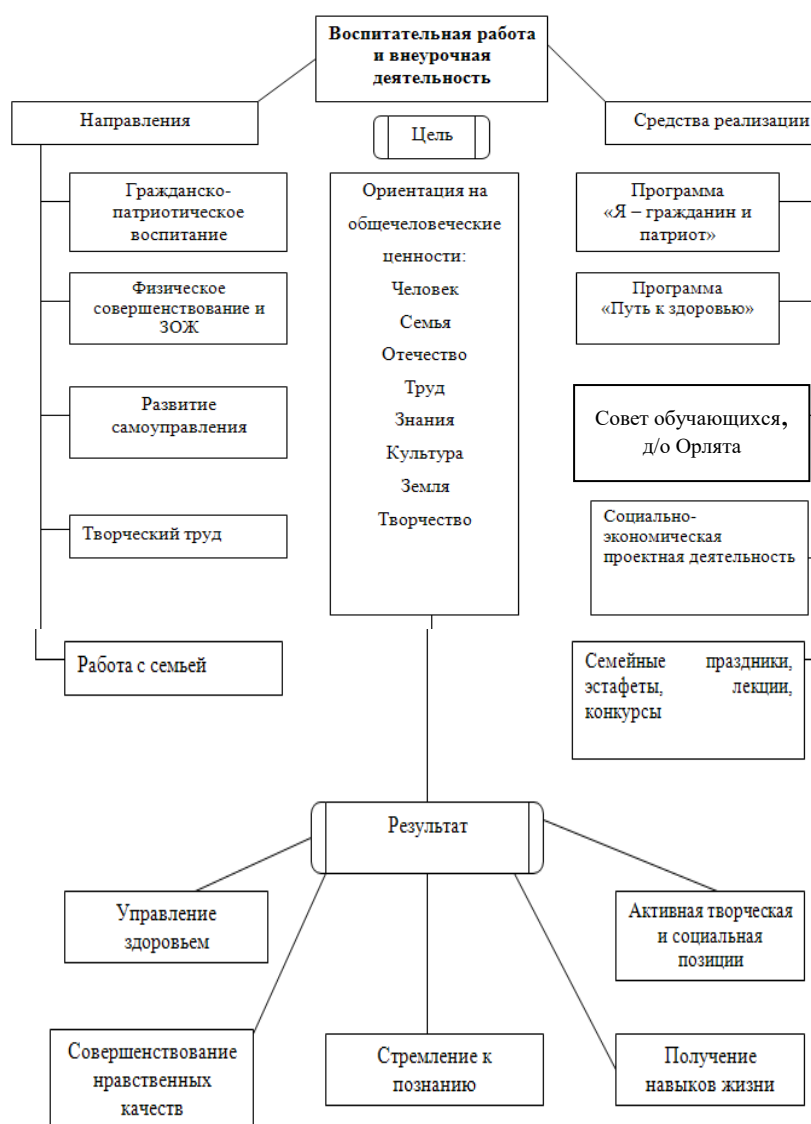 Воспитательная работа
и внеурочная
деятельность
Направления
Цель
Средства реализации
Гражданско-
патриотическое
воспитание
Физическое
совершенствование и
ЗОЖ
Развитие
самоуправления
Творческий труд
Работа с семьей
Ориентация на
общечеловеческие
ценности:
Человек
Семья
Отечество
Труд
Знания
Культура
Земля
Творчество
Программа
«Я – гражданин и
патриот»
Программа
«Путь к здоровью»
Совет обучающихся,
д/о Орлята
Социально-
экономическая
проектная деятельность
Семейные праздники,
эстафеты, лекции,
конкурсы
Результат
Управление
здоровьем
Активная творческая
и социальная
позиции
Совершенствование
нравственных
качеств
Стремление к
познанию
Получение
навыков жизни